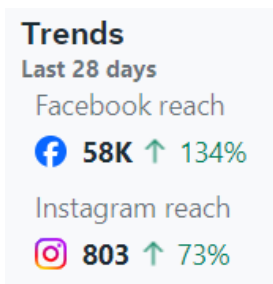 Trends
Last 28 days
Facebook reach
58K ↑ 134%
Instagram reach
803 ↑ 73%